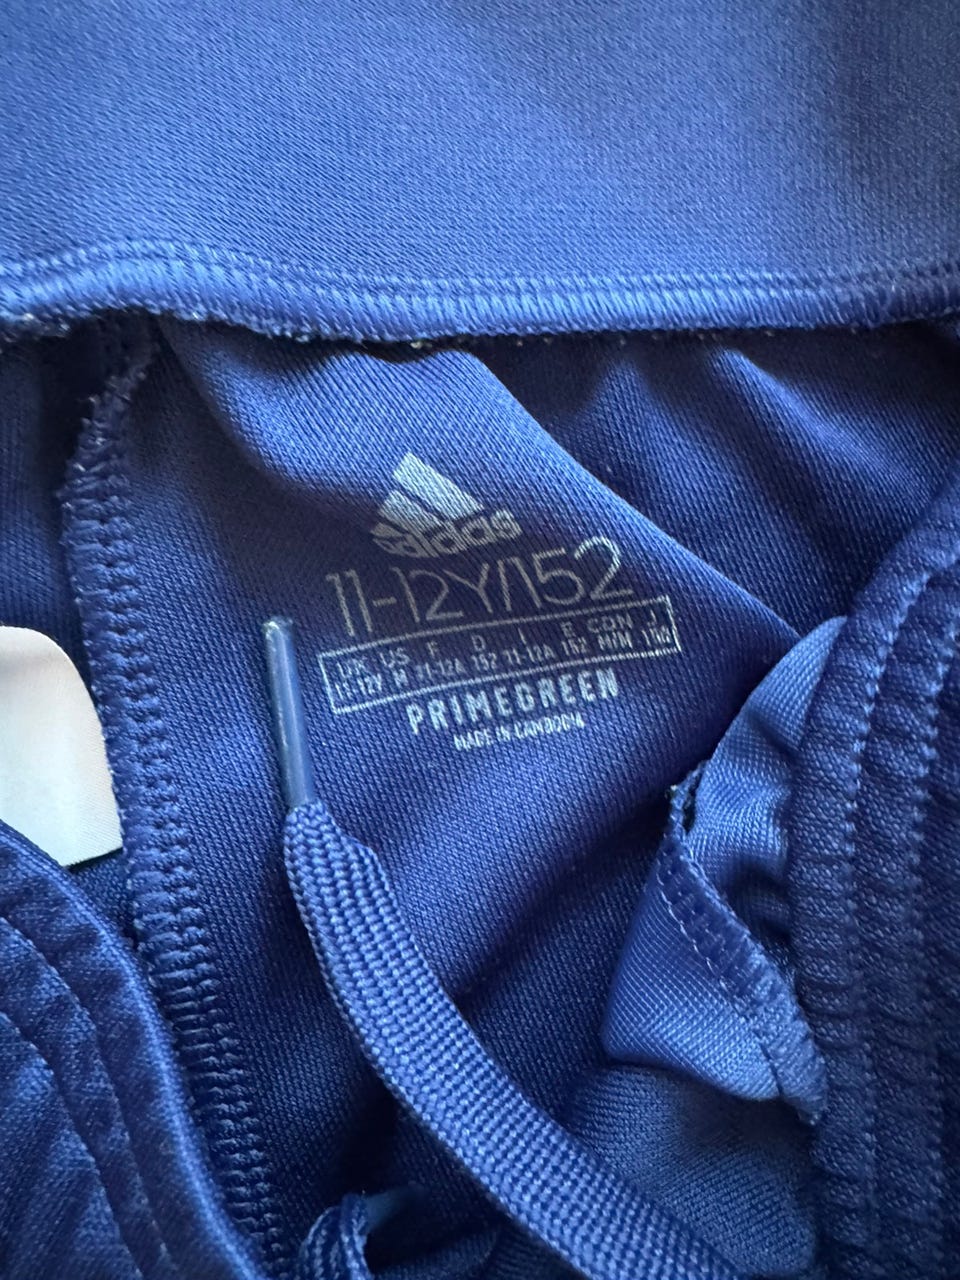 adidas
11-12Y/152
UK US F D I E CDN J
11-12Y M 11-12A 152 11-12A 152 M/M 150
PRIMEGREEN
MADE IN CAMBODIA